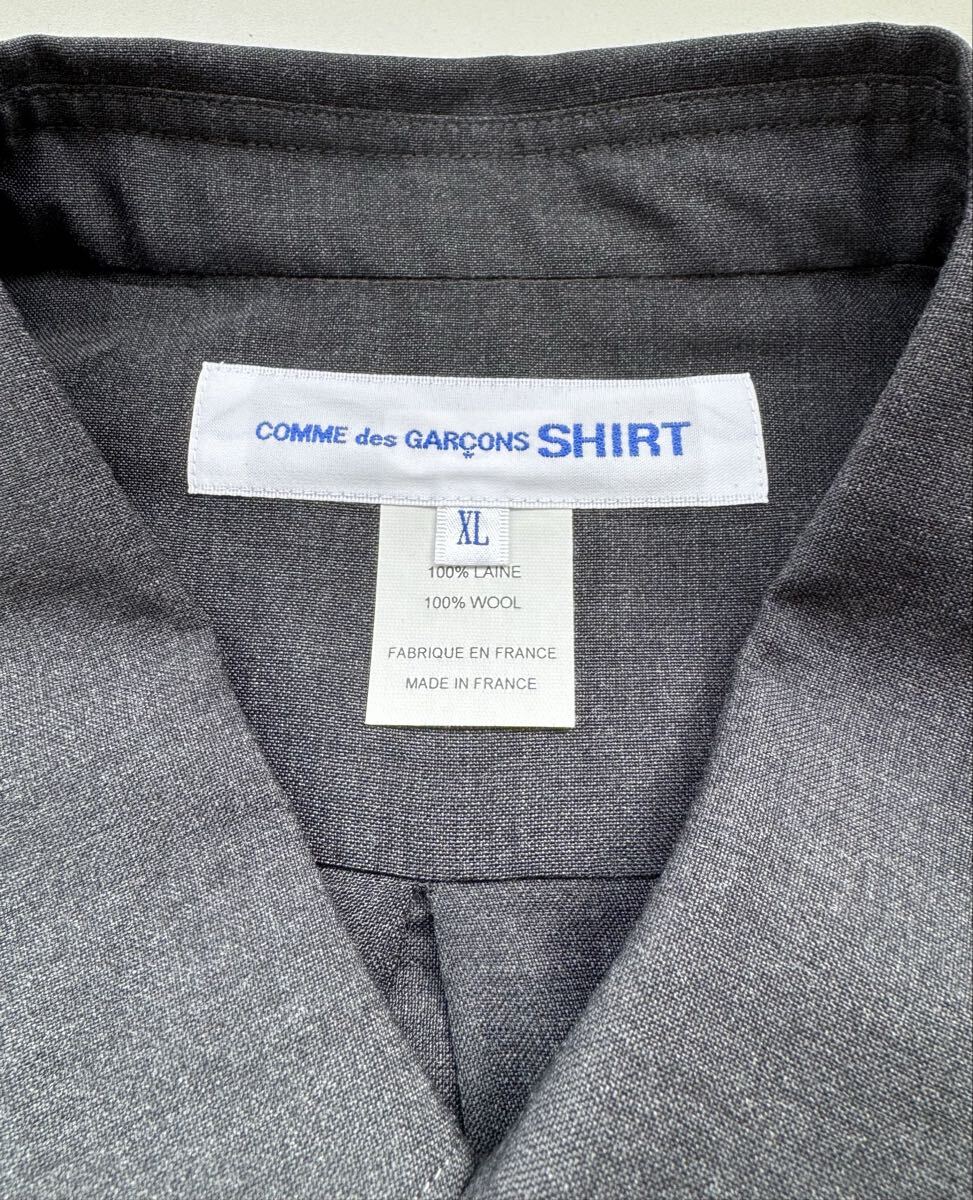 COMME des GARÇONS SHIRT
XL
100% LAINE
100% WOOL
FABRIQUE EN FRANCE
MADE IN FRANCE